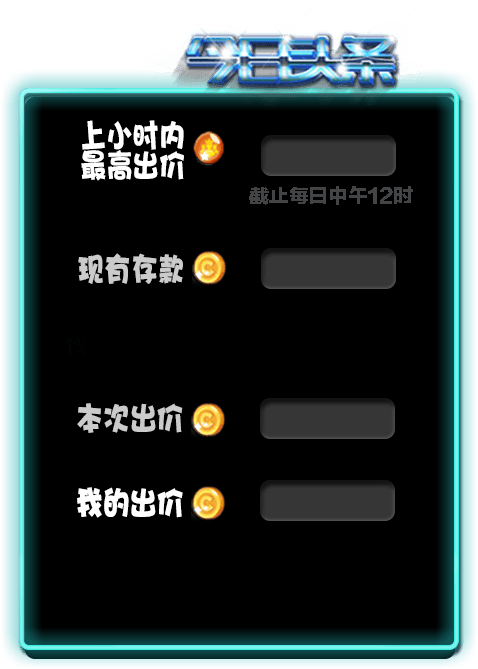 今日头条
上小时内
最高出价
截止每日中午12时
现有存款
本次出价
我的出价